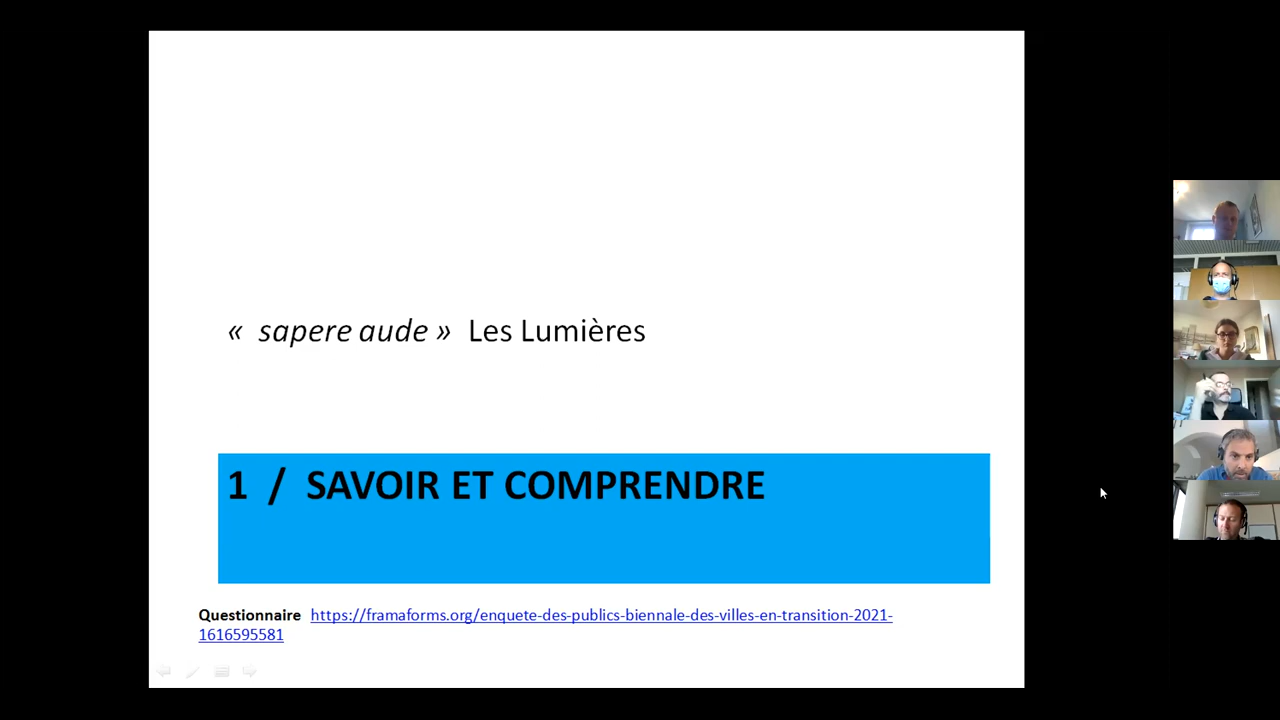 «  sapere aude »  Les Lumières
1  /  SAVOIR ET COMPRENDRE
Questionnaire  https://framaforms.org/enquete-des-publics-biennale-des-villes-en-transition-2021-
1616595581